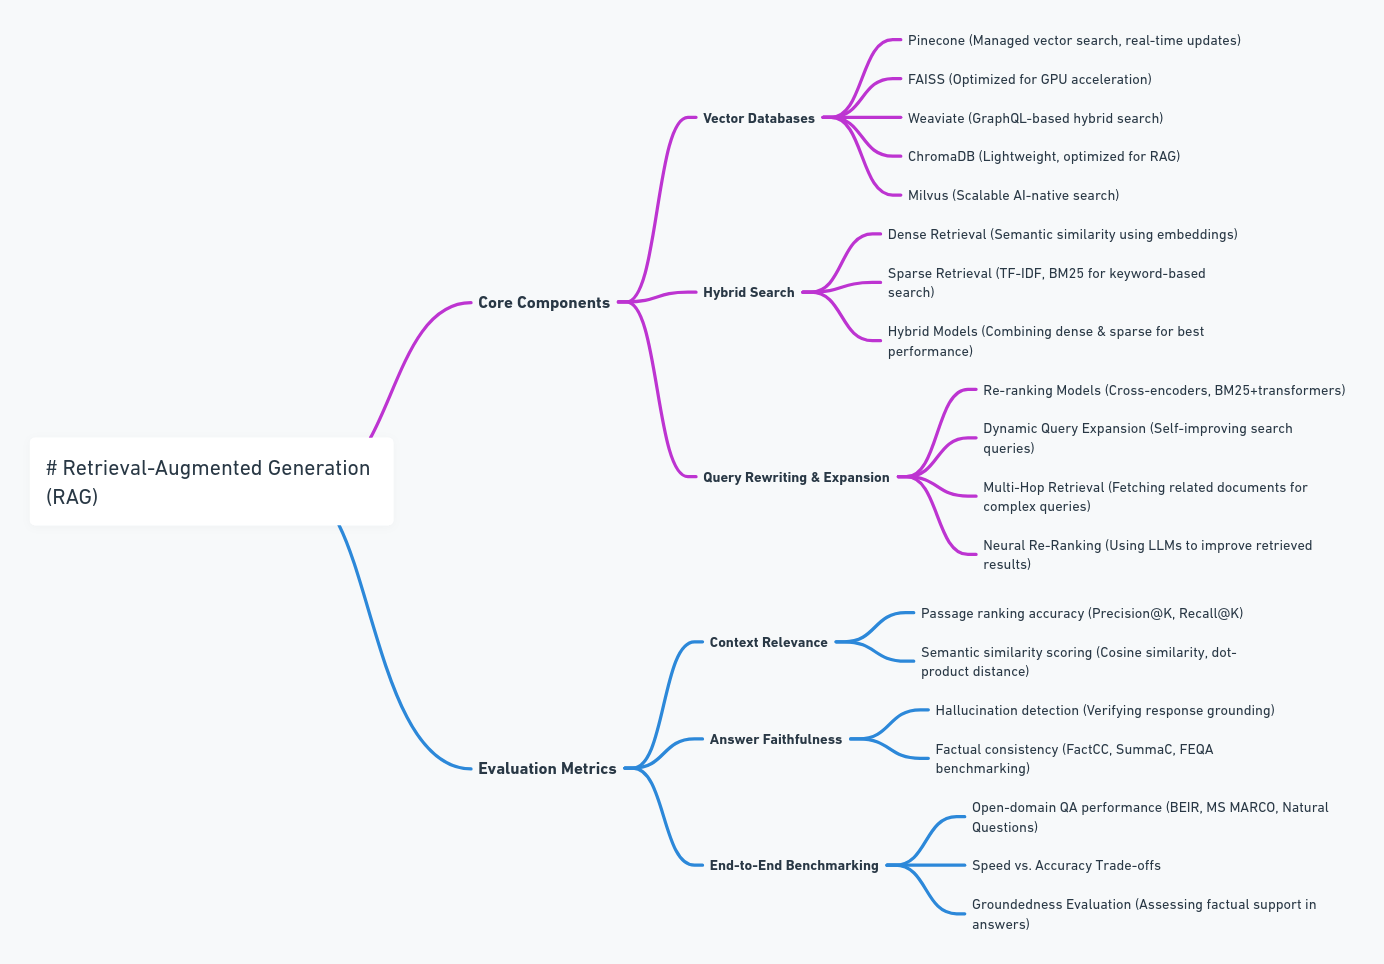 # Retrieval-Augmented Generation
(RAG)
Core Components
Vector Databases
Pinecone (Managed vector search, real-time updates)
FAISS (Optimized for GPU acceleration)
Weaviate (GraphQL-based hybrid search)
ChromaDB (Lightweight, optimized for RAG)
Milvus (Scalable AI-native search)
Hybrid Search
Dense Retrieval (Semantic similarity using embeddings)
Sparse Retrieval (TF-IDF, BM25 for keyword-based
search)
Hybrid Models (Combining dense & sparse for best
performance)
Query Rewriting & Expansion
Re-ranking Models (Cross-encoders, BM25+transformers)
Dynamic Query Expansion (Self-improving search
queries)
Multi-Hop Retrieval (Fetching related documents for
complex queries)
Neural Re-Ranking (Using LLMs to improve retrieved
results)
Evaluation Metrics
Context Relevance
Passage ranking accuracy (Precision@K, Recall@K)
Semantic similarity scoring (Cosine similarity, dot-
product distance)
Answer Faithfulness
Hallucination detection (Verifying response grounding)
Factual consistency (FactCC, SummaC, FEQA
benchmarking)
End-to-End Benchmarking
Open-domain QA performance (BEIR, MS MARCO, Natural
Questions)
Speed vs. Accuracy Trade-offs
Groundedness Evaluation (Assessing factual support in
answers)